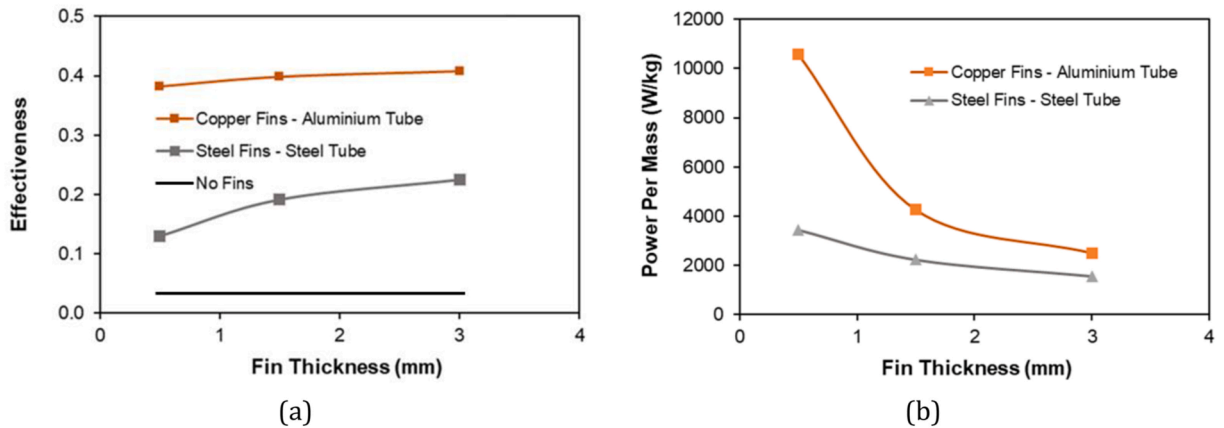 0.5
0.4
0.3
0.2
0.1
0.0
Effectiveness
Copper Fins - Aluminium Tube
Steel Fins - Steel Tube
No Fins
0 1 2 3 4
Fin Thickness (mm)
(a)
12000
10000
8000
6000
4000
2000
0
Power Per Mass (W/kg)
Copper Fins - Aluminium Tube
Steel Fins - Steel Tube
0 1 2 3 4
Fin Thickness (mm)
(b)